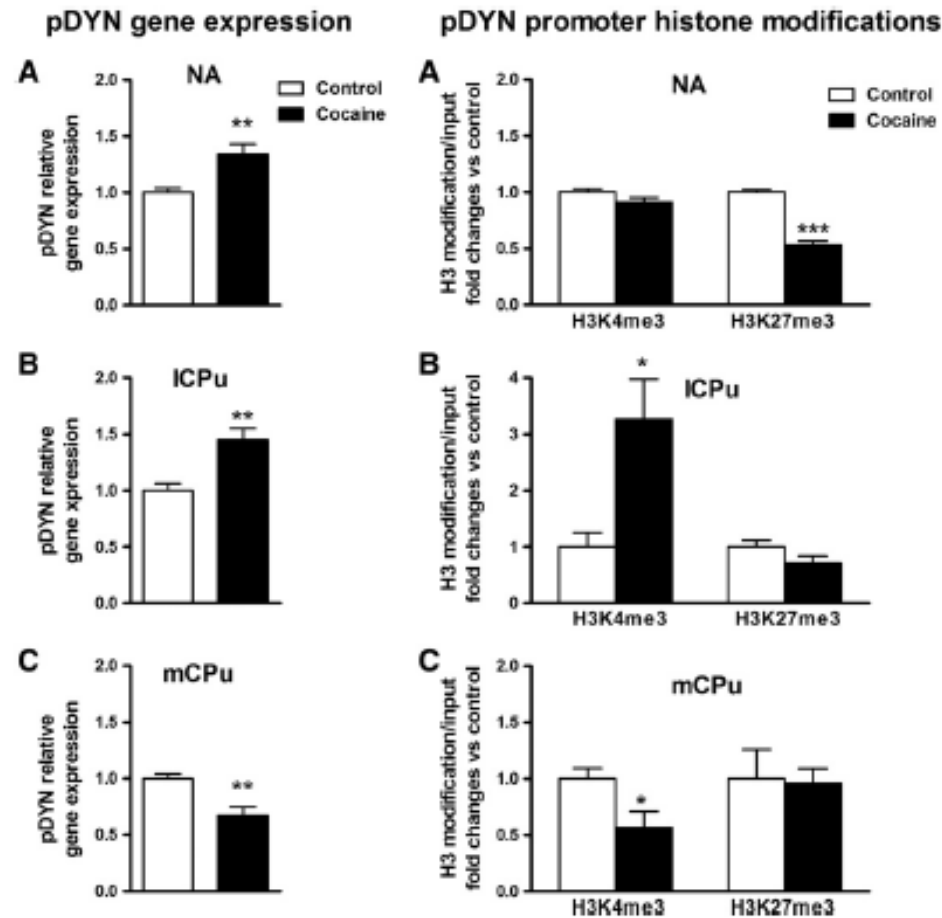 pDYN gene expression
pDYN promoter histone modifications
A
NA
pDYN relative
gene expression
2.0
1.5
1.0
0.5
0.0
**
Control
Cocaine
A
NA
H3 modification/input
fold changes vs control
2.0
1.5
1.0
0.5
0.0
***
Control
Cocaine
H3K4me3
H3K27me3
B
lCPu
pDYN relative
gene xpression
2.0
1.5
1.0
0.5
0.0
**
B
lCPu
H3 modification/input
fold changes vs control
4
3
2
1
0
*
H3K4me3
H3K27me3
C
mCPu
pDYN relative
gene expression
2.0
1.5
1.0
0.5
0.0
**
C
mCPu
H3 modification/input
fold changes vs control
2.0
1.5
1.0
0.5
0.0
*
H3K4me3
H3K27me3